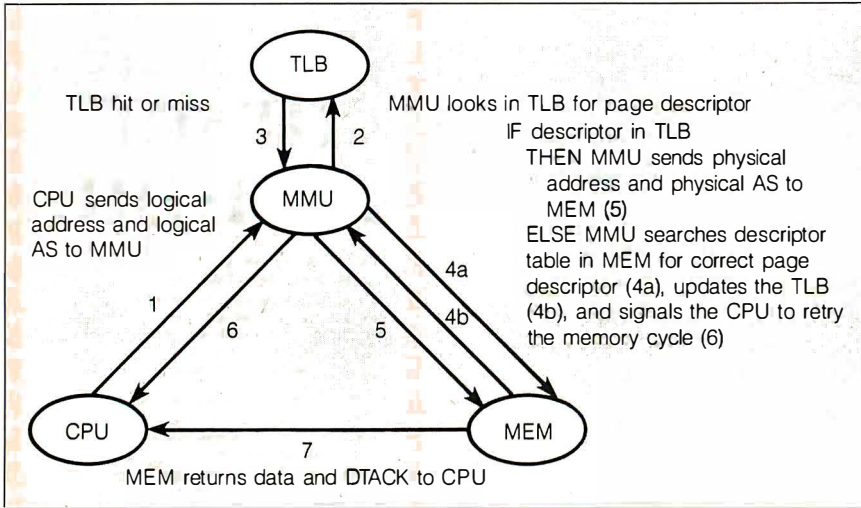 TLB
TLB hit or miss
3
2
MMU looks in TLB for page descriptor
IF descriptor in TLB
THEN MMU sends physical
address and physical AS to
MEM (5)
ELSE MMU searches descriptor
table in MEM for correct page
descriptor (4a), updates the TLB
(4b), and signals the CPU to retry
the memory cycle (6)
CPU sends logical
address and logical
AS to MMU
MMU
1
6
5
4b
4a
CPU
MEM
7
MEM returns data and DTACK to CPU